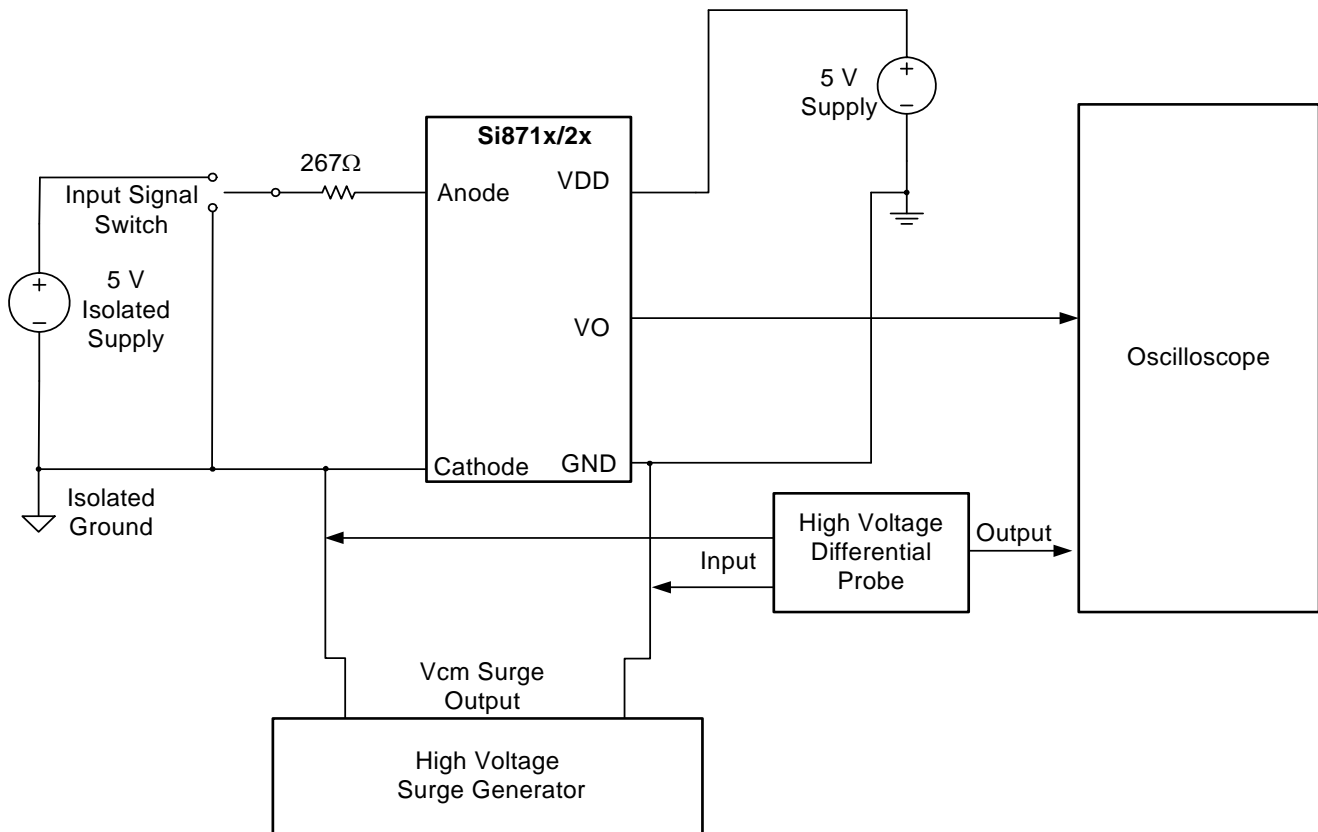 5 V
Supply
Si871x/2x
267Ω
Input Signal
Switch
Anode
VDD
5 V
Isolated
Supply
VO
Oscilloscope
Cathode
GND
Isolated
Ground
High Voltage
Differential
Probe
Input
Output
Vcm Surge
Output
High Voltage
Surge Generator